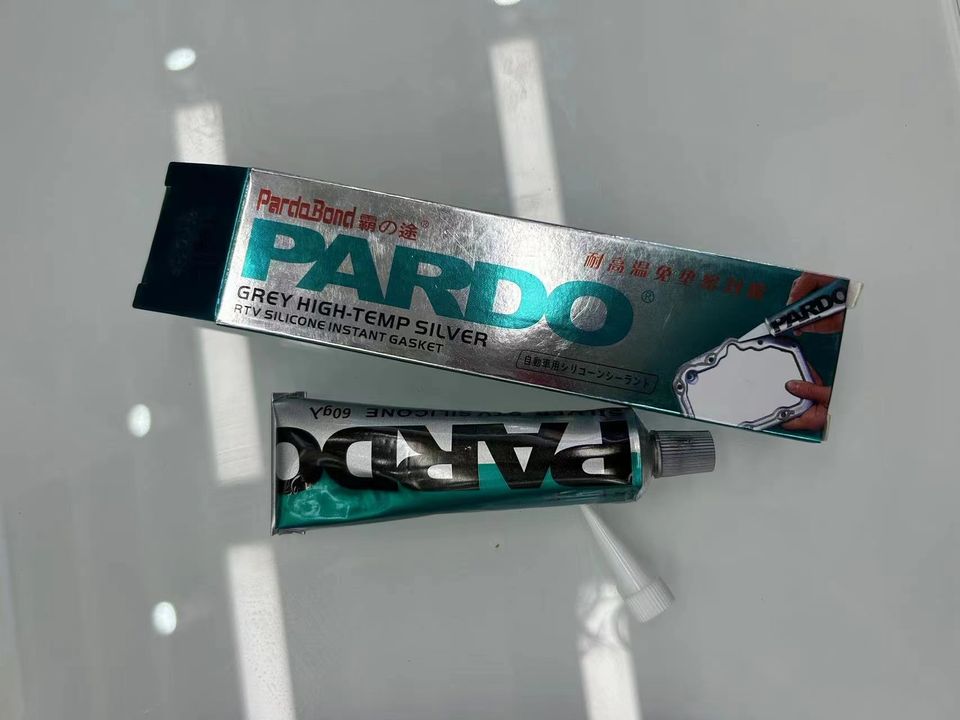 PardoBond 霸の途®
PARDO®
GREY HIGH-TEMP SILVER
RTV SILICONE INSTANT GASKET
耐高温免垫密封胶
自動車用シリコーンシーラント
PARDO
60g
RTV SILICONE
PARDO